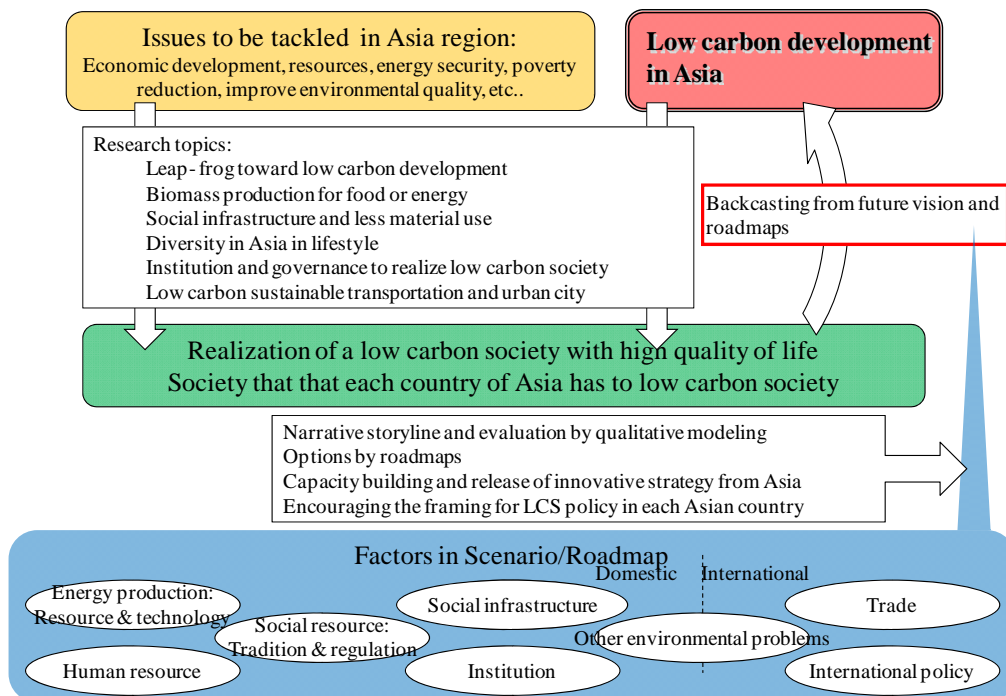 Issues to be tackled in Asia region:
Economic development, resources, energy security, poverty
reduction, improve environmental quality, etc..
Low carbon development
in Asia
Research topics:
Leap-frog toward low carbon development
Biomass production for food or energy
Social infrastructure and less material use
Diversity in Asia in lifestyle
Institution and governance to realize low carbon society
Low carbon sustainable transportation and urban city
Backcasting from future vision and
roadmaps
Realization of a low carbon society with high quality of life
Society that that each country of Asia has to low carbon society
Narrative storyline and evaluation by qualitative modeling
Options by roadmaps
Capacity building and release of innovative strategy from Asia
Encouraging the framing for LCS policy in each Asian country
Factors in Scenario/Roadmap
Domestic
International
Energy production:
Resource & technology
Social resource:
Tradition & regulation
Human resource
Social infrastructure
Institution
Other environmental problems
Trade
International policy